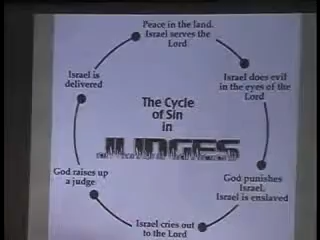 Peace in the land.
Israel serves the
Lord
Israel does evil
in the eyes of the
Lord
God punishes
Israel.
Israel is enslaved
Israel cries out
to the Lord
God raises up
a judge
Israel is
delivered
The Cycle
of Sin
in
JUDGES